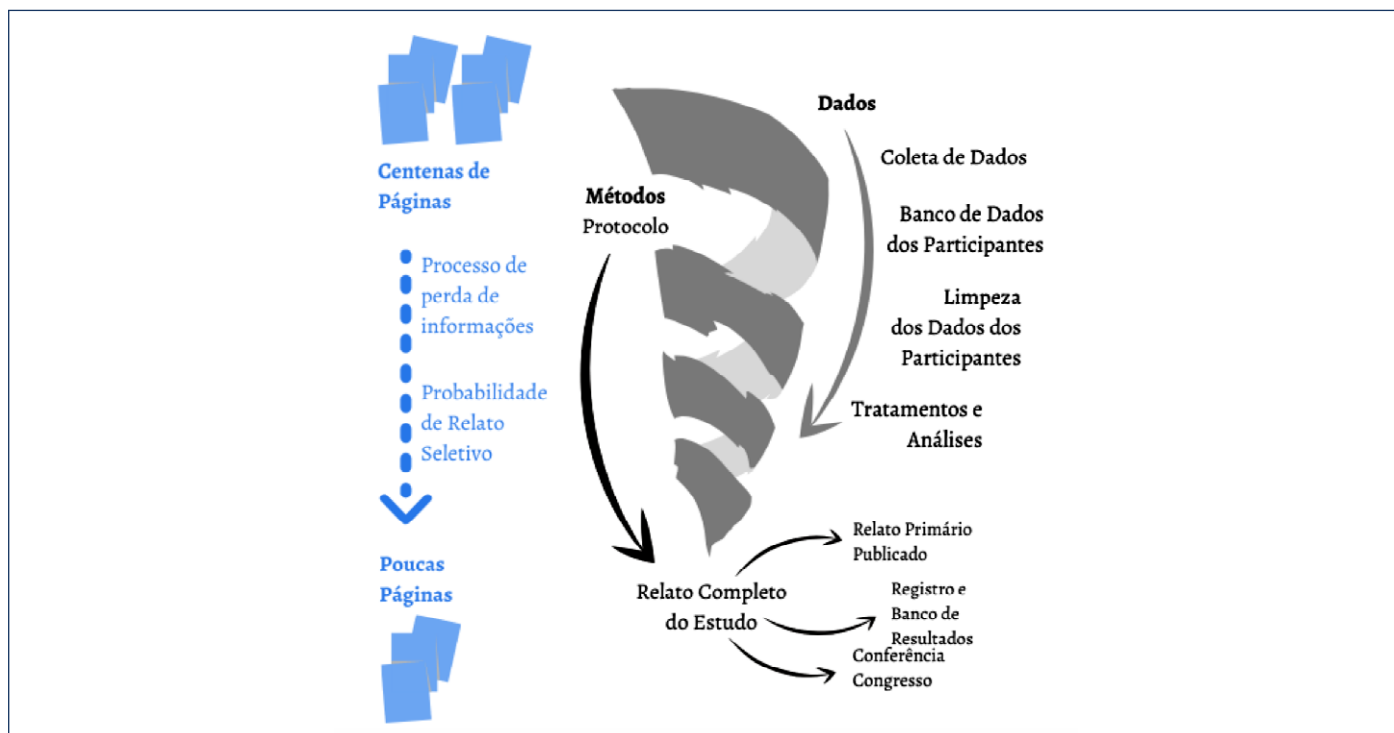 Centenas de
Páginas
Processo de
perda de
informações
Probabilidade
de Relato
Seletivo
Poucas
Páginas
Métodos
Protocolo
Dados
Coleta de Dados
Banco de Dados
dos Participantes
Limpeza
dos Dados dos
Participantes
Tratamentos e
Análises
Relato Completo
do Estudo
Relato Primário
Publicado
Registro e
Banco de
Resultados
Conferência
Congresso